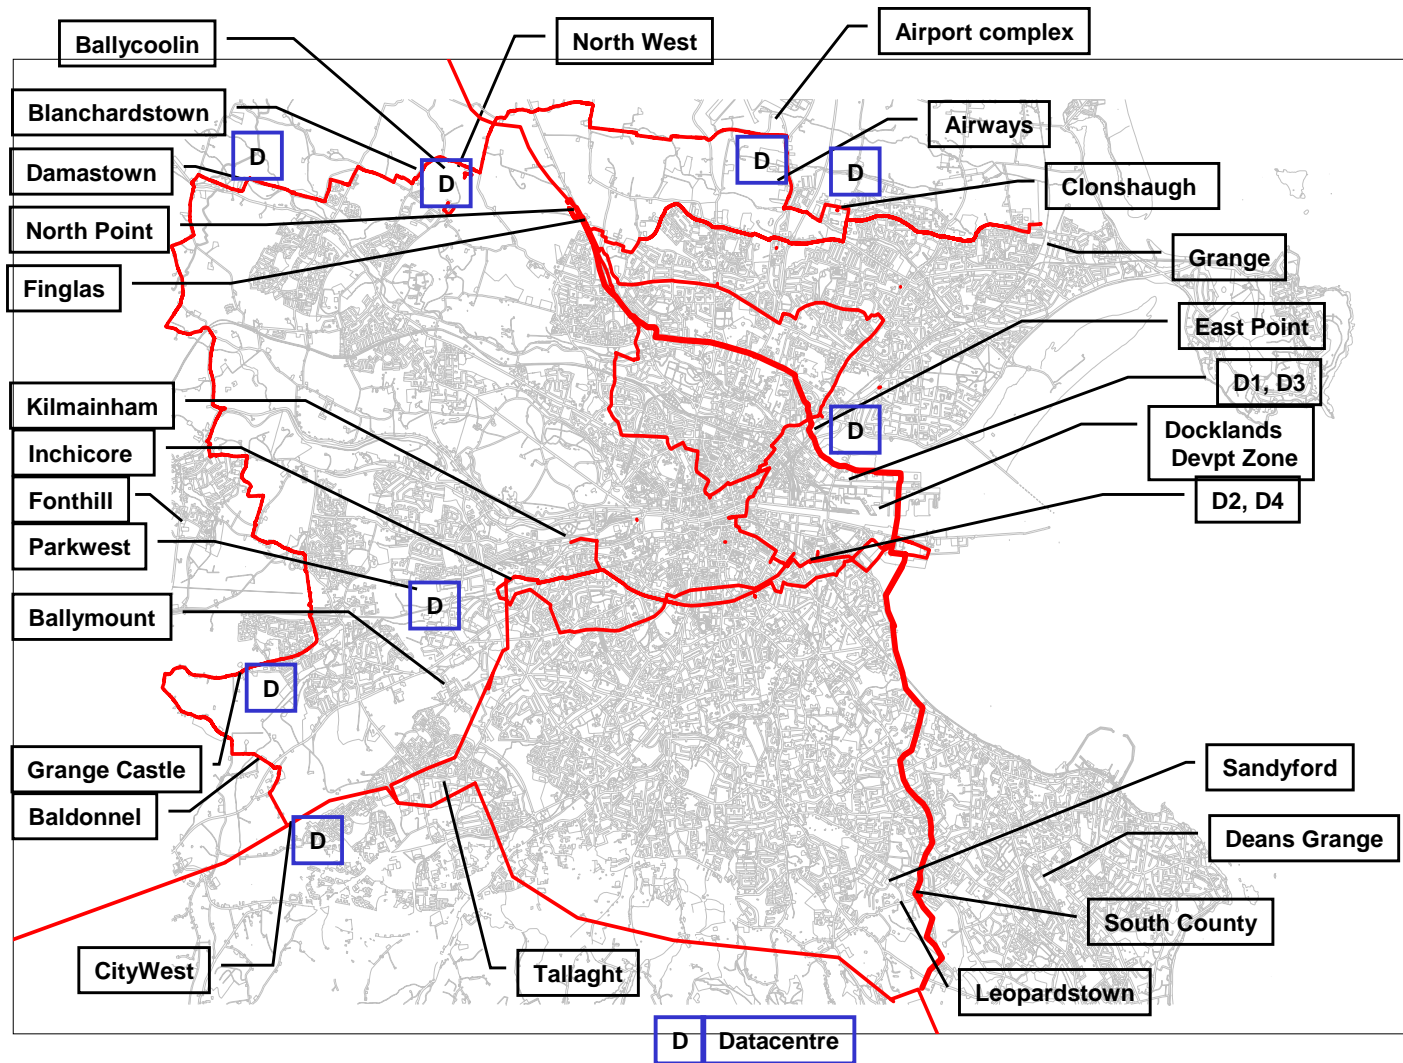 Ballycoolin
North West
Airport complex
Blanchardstown
Airways
D
D
D
D
Damastown
Clonshaugh
North Point
Grange
Finglas
East Point
D1, D3
Kilmainham
D
Docklands
Devpt Zone
Inchicore
Fonthill
D2, D4
Parkwest
D
Ballymount
D
Grange Castle
Sandyford
Baldonnel
D
Deans Grange
South County
CityWest
Tallaght
Leopardstown
D Datacentre